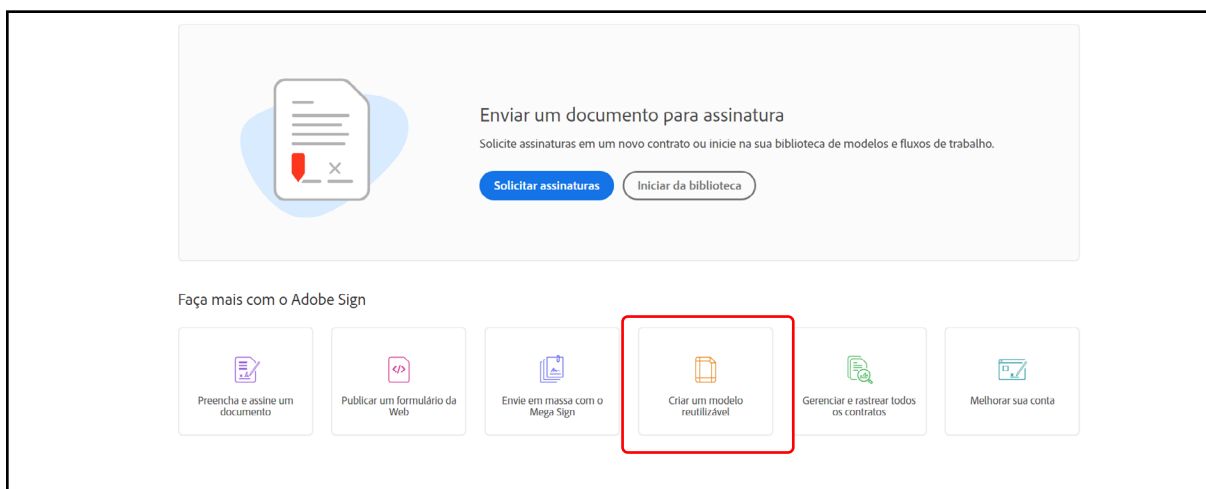 Enviar um documento para assinatura
Solicite assinaturas em um novo contrato ou inicie na sua biblioteca de modelos e fluxos de trabalho.
Solicitar assinaturas
Iniciar da biblioteca
Faça mais com o Adobe Sign
Preencha e assine um
documento
Publicar um formulário da
Web
Envie em massa com o
Mega Sign
Criar um modelo
reutilizável
Gerenciar e rastrear todos
os contratos
Melhorar sua conta